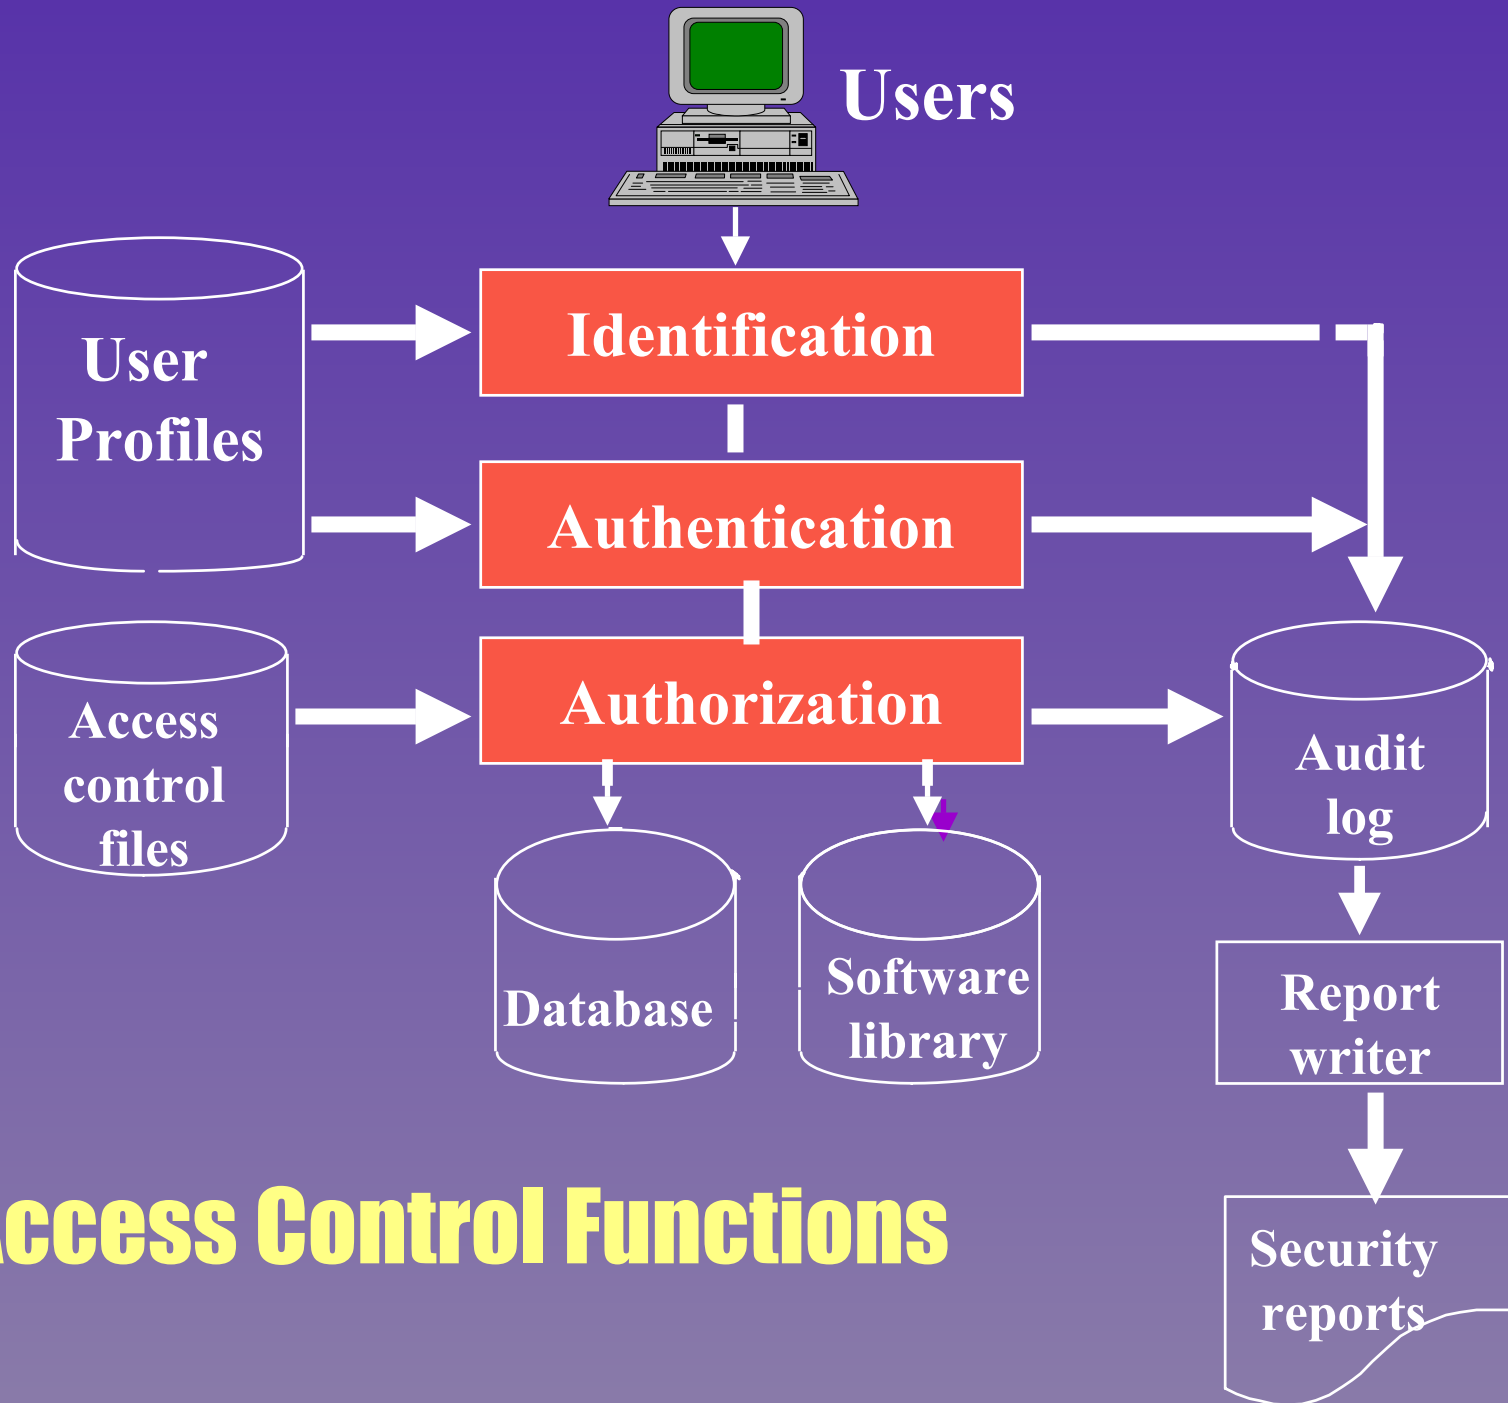 Users
Identification
User
Profiles
Authentication
Authorization
Access
control
files
Audit
log
Database
Software
library
Report
writer
ccess Control Functions
Security
reports